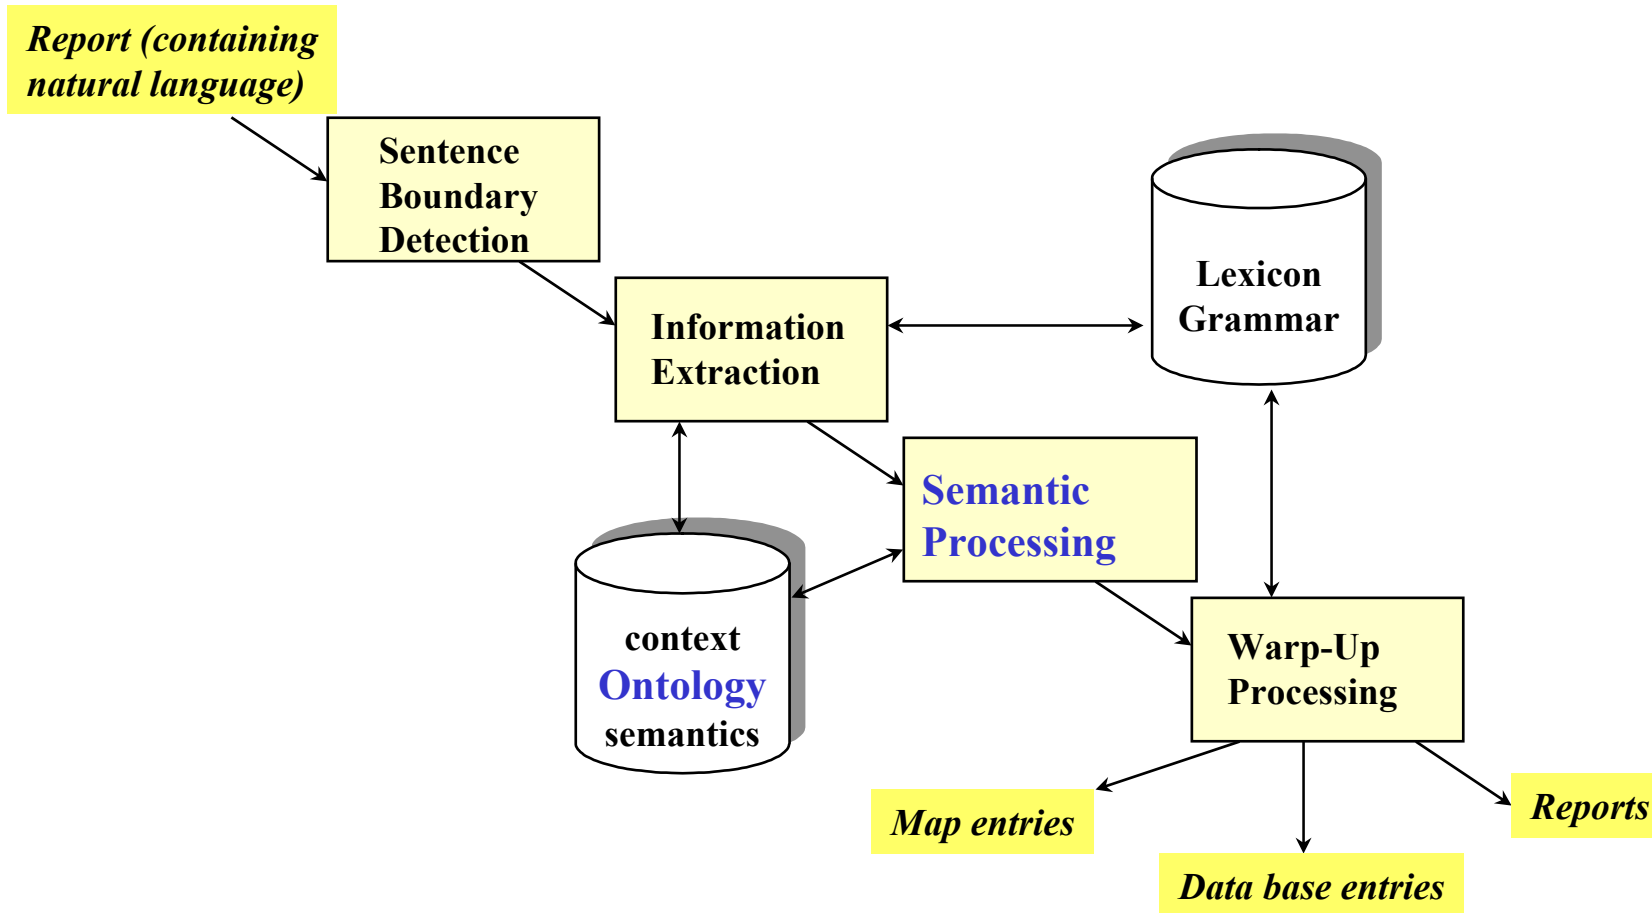 Report (containing
natural language)
Sentence
Boundary
Detection
Information
Extraction
Lexicon
Grammar
Semantic
Processing
context
Ontology
semantics
Warp-Up
Processing
Map entries
Data base entries
Reports